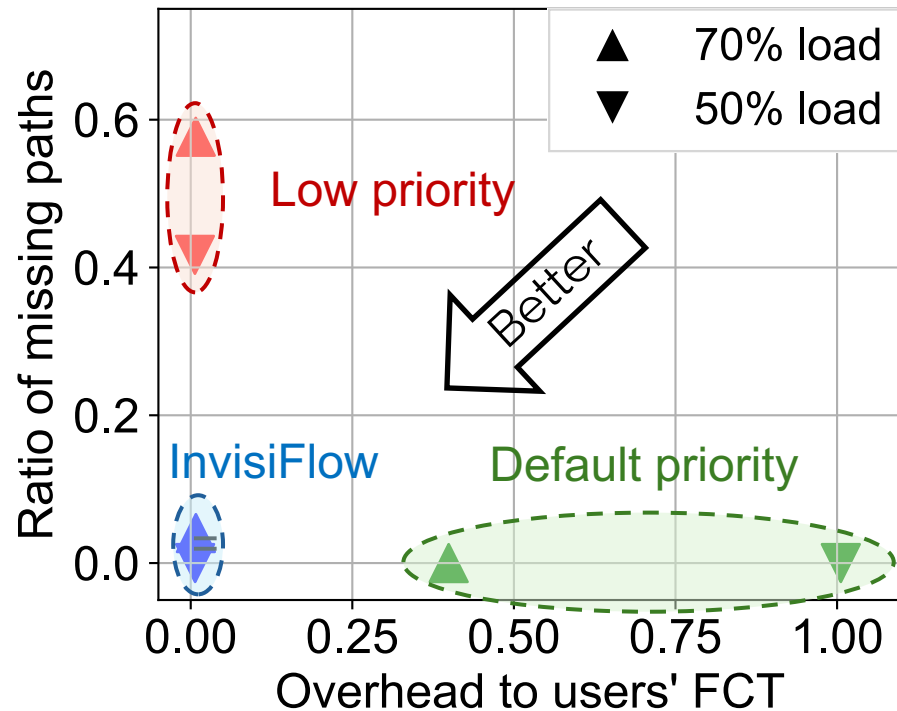 70% load
50% load
Ratio of missing paths
0.6
0.4
0.2
0.0
Low priority
Better
InvisiFlow
Default priority
0.00 0.25 0.50 0.75 1.00
Overhead to users' FCT